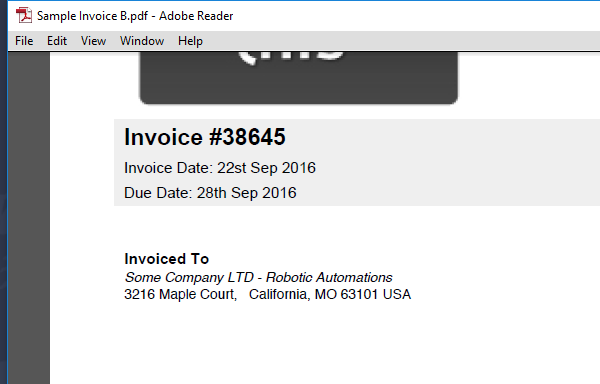 Sample Invoice B.pdf - Adobe Reader
File Edit View Window Help
Invoice #38645
Invoice Date: 22st Sep 2016
Due Date: 28th Sep 2016
Invoiced To
Some Company LTD - Robotic Automations
3216 Maple Court, California, MO 63101 USA